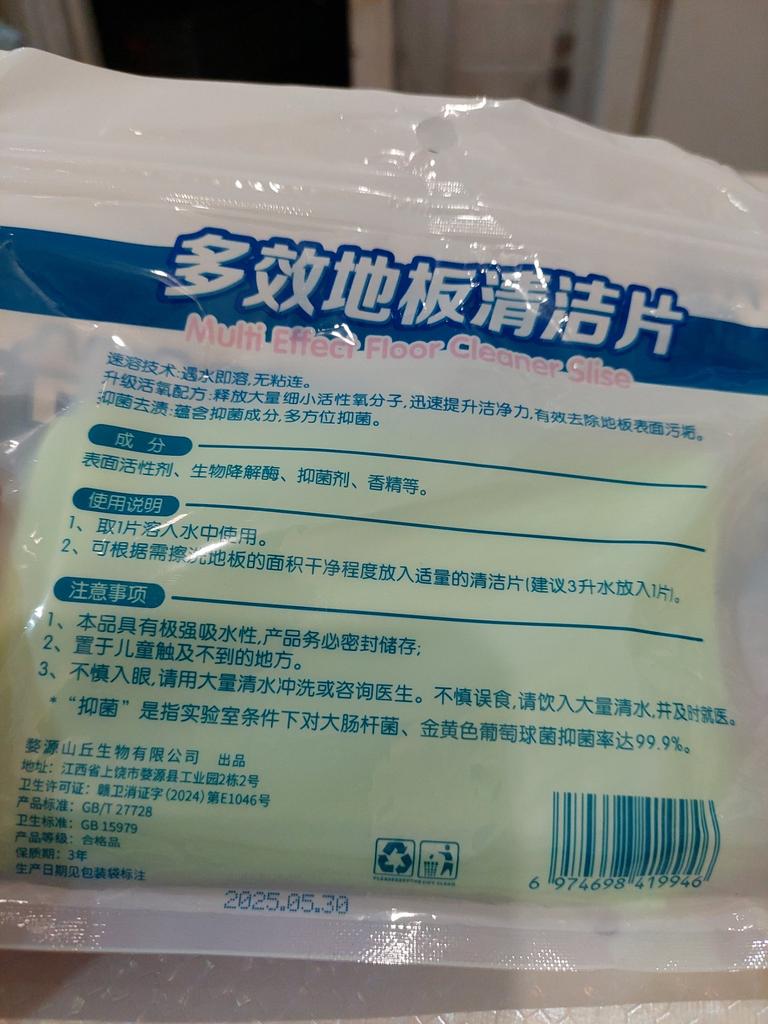 多效地板清洁片
Multi Effect Floor Cleaner Slise
速溶技术:遇水即溶,无粘连。
升级活氧配方:释放大量细小活性氧分子,迅速提升洁净力,有效去除地板表面污垢。
抑菌去渍:蕴含抑菌成分,多方位抑菌。
成 分
表面活性剂、生物降解酶、抑菌剂、香精等。
使用说明
1、取1片溶入水中使用。
2、可根据需擦洗地板的面积干净程度放入适量的清洁片(建议3升水放入1片)。
注意事项
1、本品具有极强吸水性,产品务必密封储存;
2、置于儿童触及不到的地方。
3、不慎入眼,请用大量清水冲洗或咨询医生。不慎误食,请饮入大量清水,并及时就医。
*“抑菌”是指实验室条件下对大肠杆菌、金黄色葡萄球菌抑菌率达99.9%。
婺源山丘生物有限公司 出品
地址：江西省上饶市婺源县工业园2栋2号
卫生许可证：赣卫消证字(2024)第E1046号
产品标准：GB/T 27728
卫生标准：GB 15979
产品等级：合格品
保质期：3年
生产日期见包装袋标注
6 974698 419946
2025.05.30